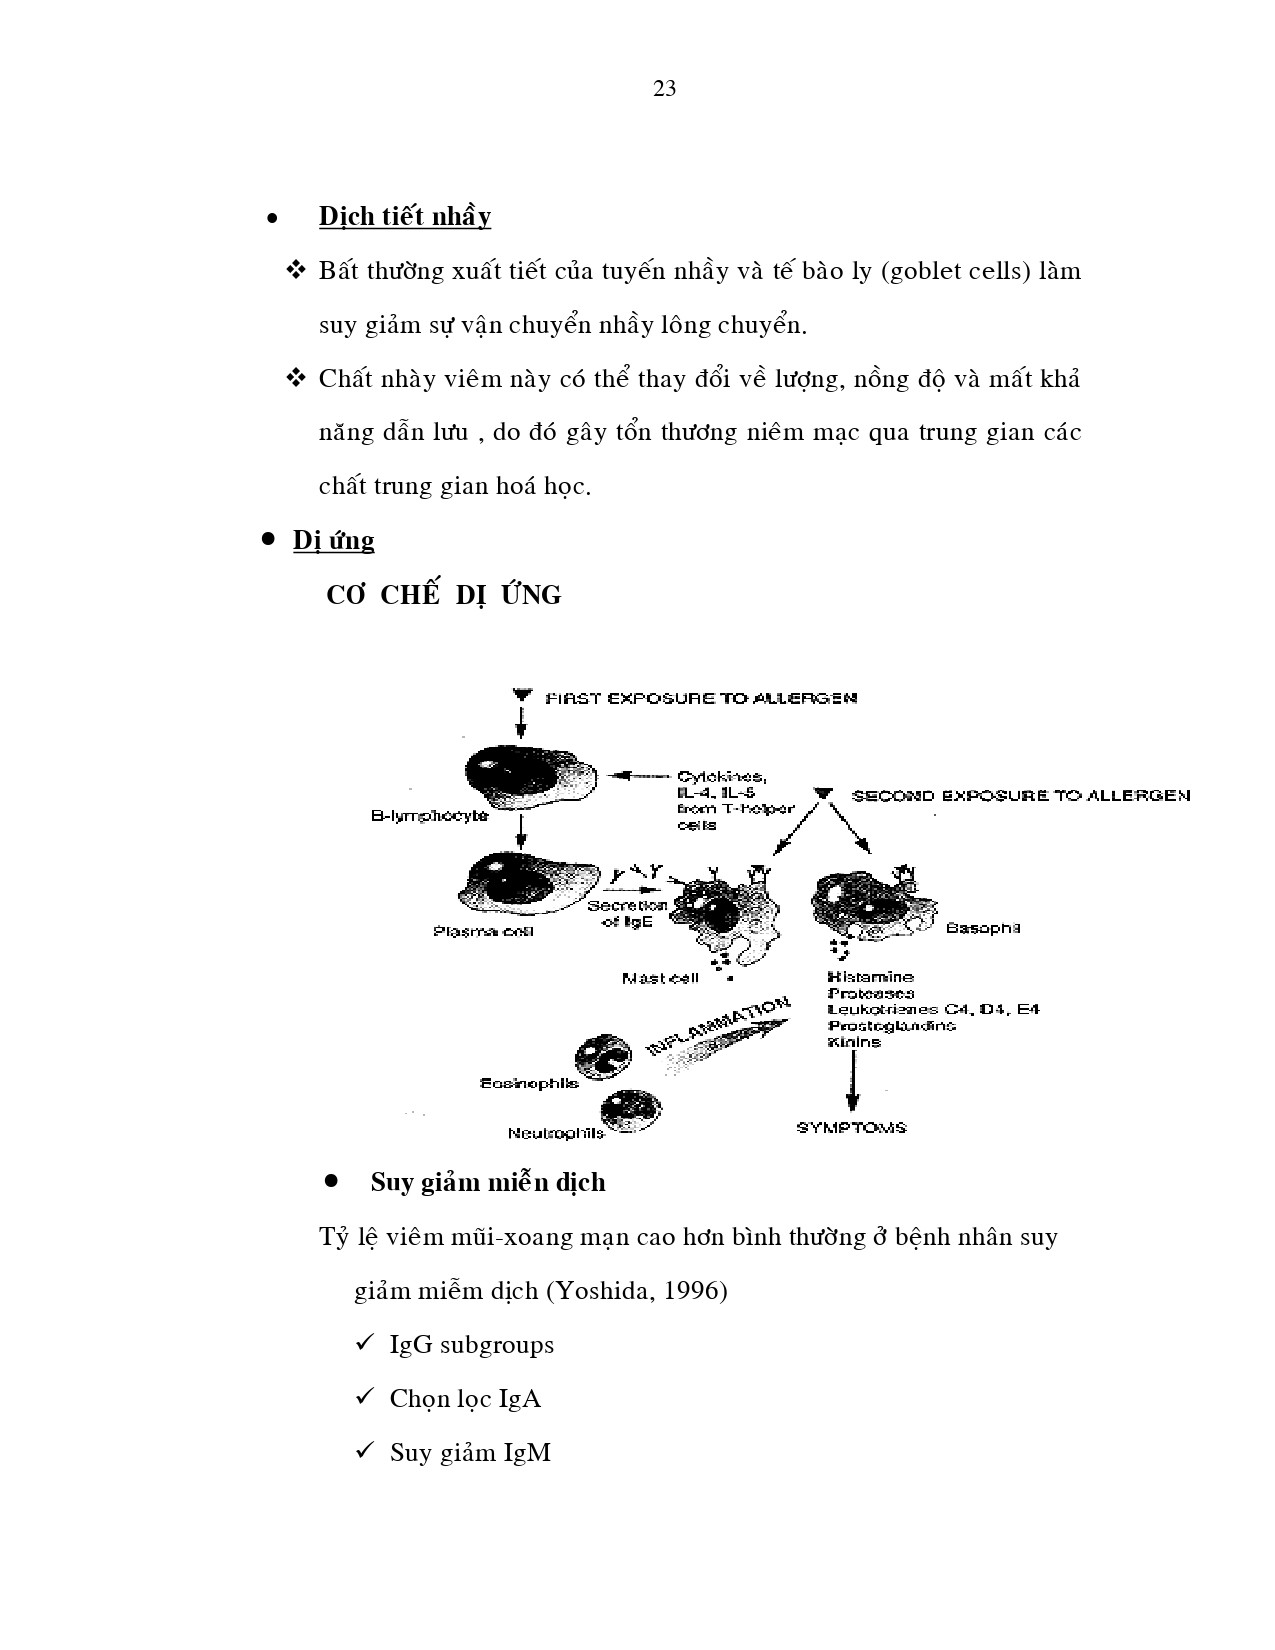 23
• Dịch tiết nhầy
❖ Bất thường xuất tiết của tuyến nhầy và tế bào ly (goblet cells) làm
suy giảm sự vận chuyển nhầy lông chuyển.
❖ Chất nhày viêm này có thể thay đổi về lượng, nồng độ và mất khả
năng dẫn lưu , do đó gây tổn thương niêm mạc qua trung gian các
chất trung gian hoá học.
• Dị ứng
CƠ CHẾ DỊ ỨNG
FIRST EXPOSURE TO ALLERGEN
Cytokines,
IL-4, IL-5
from T-helper
cells
SECOND EXPOSURE TO ALLERGEN
B-lymphocyte
Secretion
of IgE
Plasma cell
Basophil
Mast cell
Histamine
Proteases
Leukotrienes C4, D4, E4
Prostaglandins
Kinins
INFLAMMATION
Eosinophils
Neutrophils
SYMPTOMS
• Suy giảm miễn dịch
Tỷ lệ viêm mũi-xoang mạn cao hơn bình thường ở bệnh nhân suy
giảm miễm dịch (Yoshida, 1996)
✓ IgG subgroups
✓ Chọn lọc IgA
✓ Suy giảm IgM